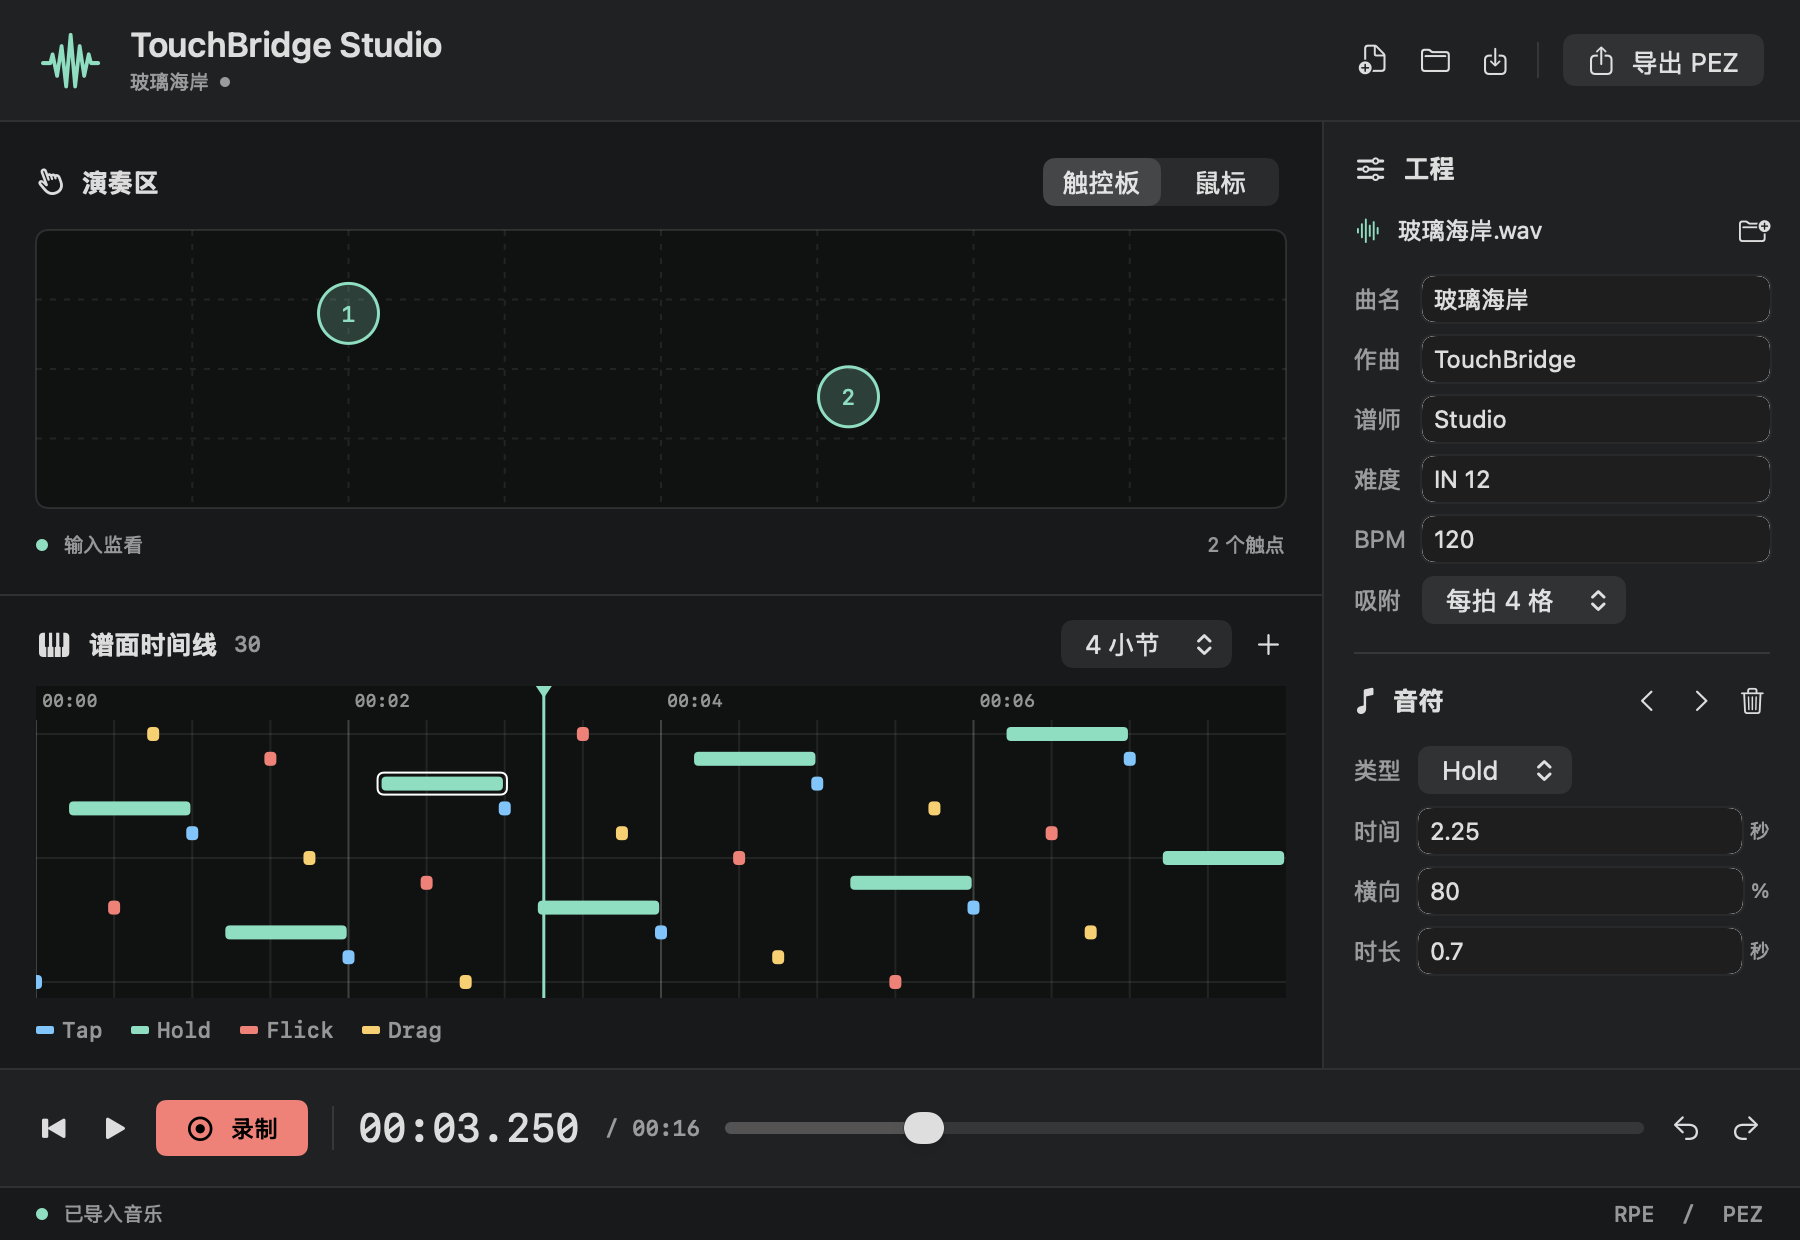 TouchBridge Studio
玻璃海岸
导出 PEZ
演奏区
触控板
鼠标
1
2
输入监看
2 个触点
谱面时间线 30
4 小节
00:00
00:02
00:04
00:06
Tap
Hold
Flick
Drag
工程
玻璃海岸.wav
曲名 玻璃海岸
作曲 TouchBridge
谱师 Studio
难度 IN 12
BPM 120
吸附 每拍 4 格
音符
类型 Hold
时间 2.25 秒
横向 80 %
时长 0.7 秒
录制
00:03.250 / 00:16
已导入音乐
RPE / PEZ